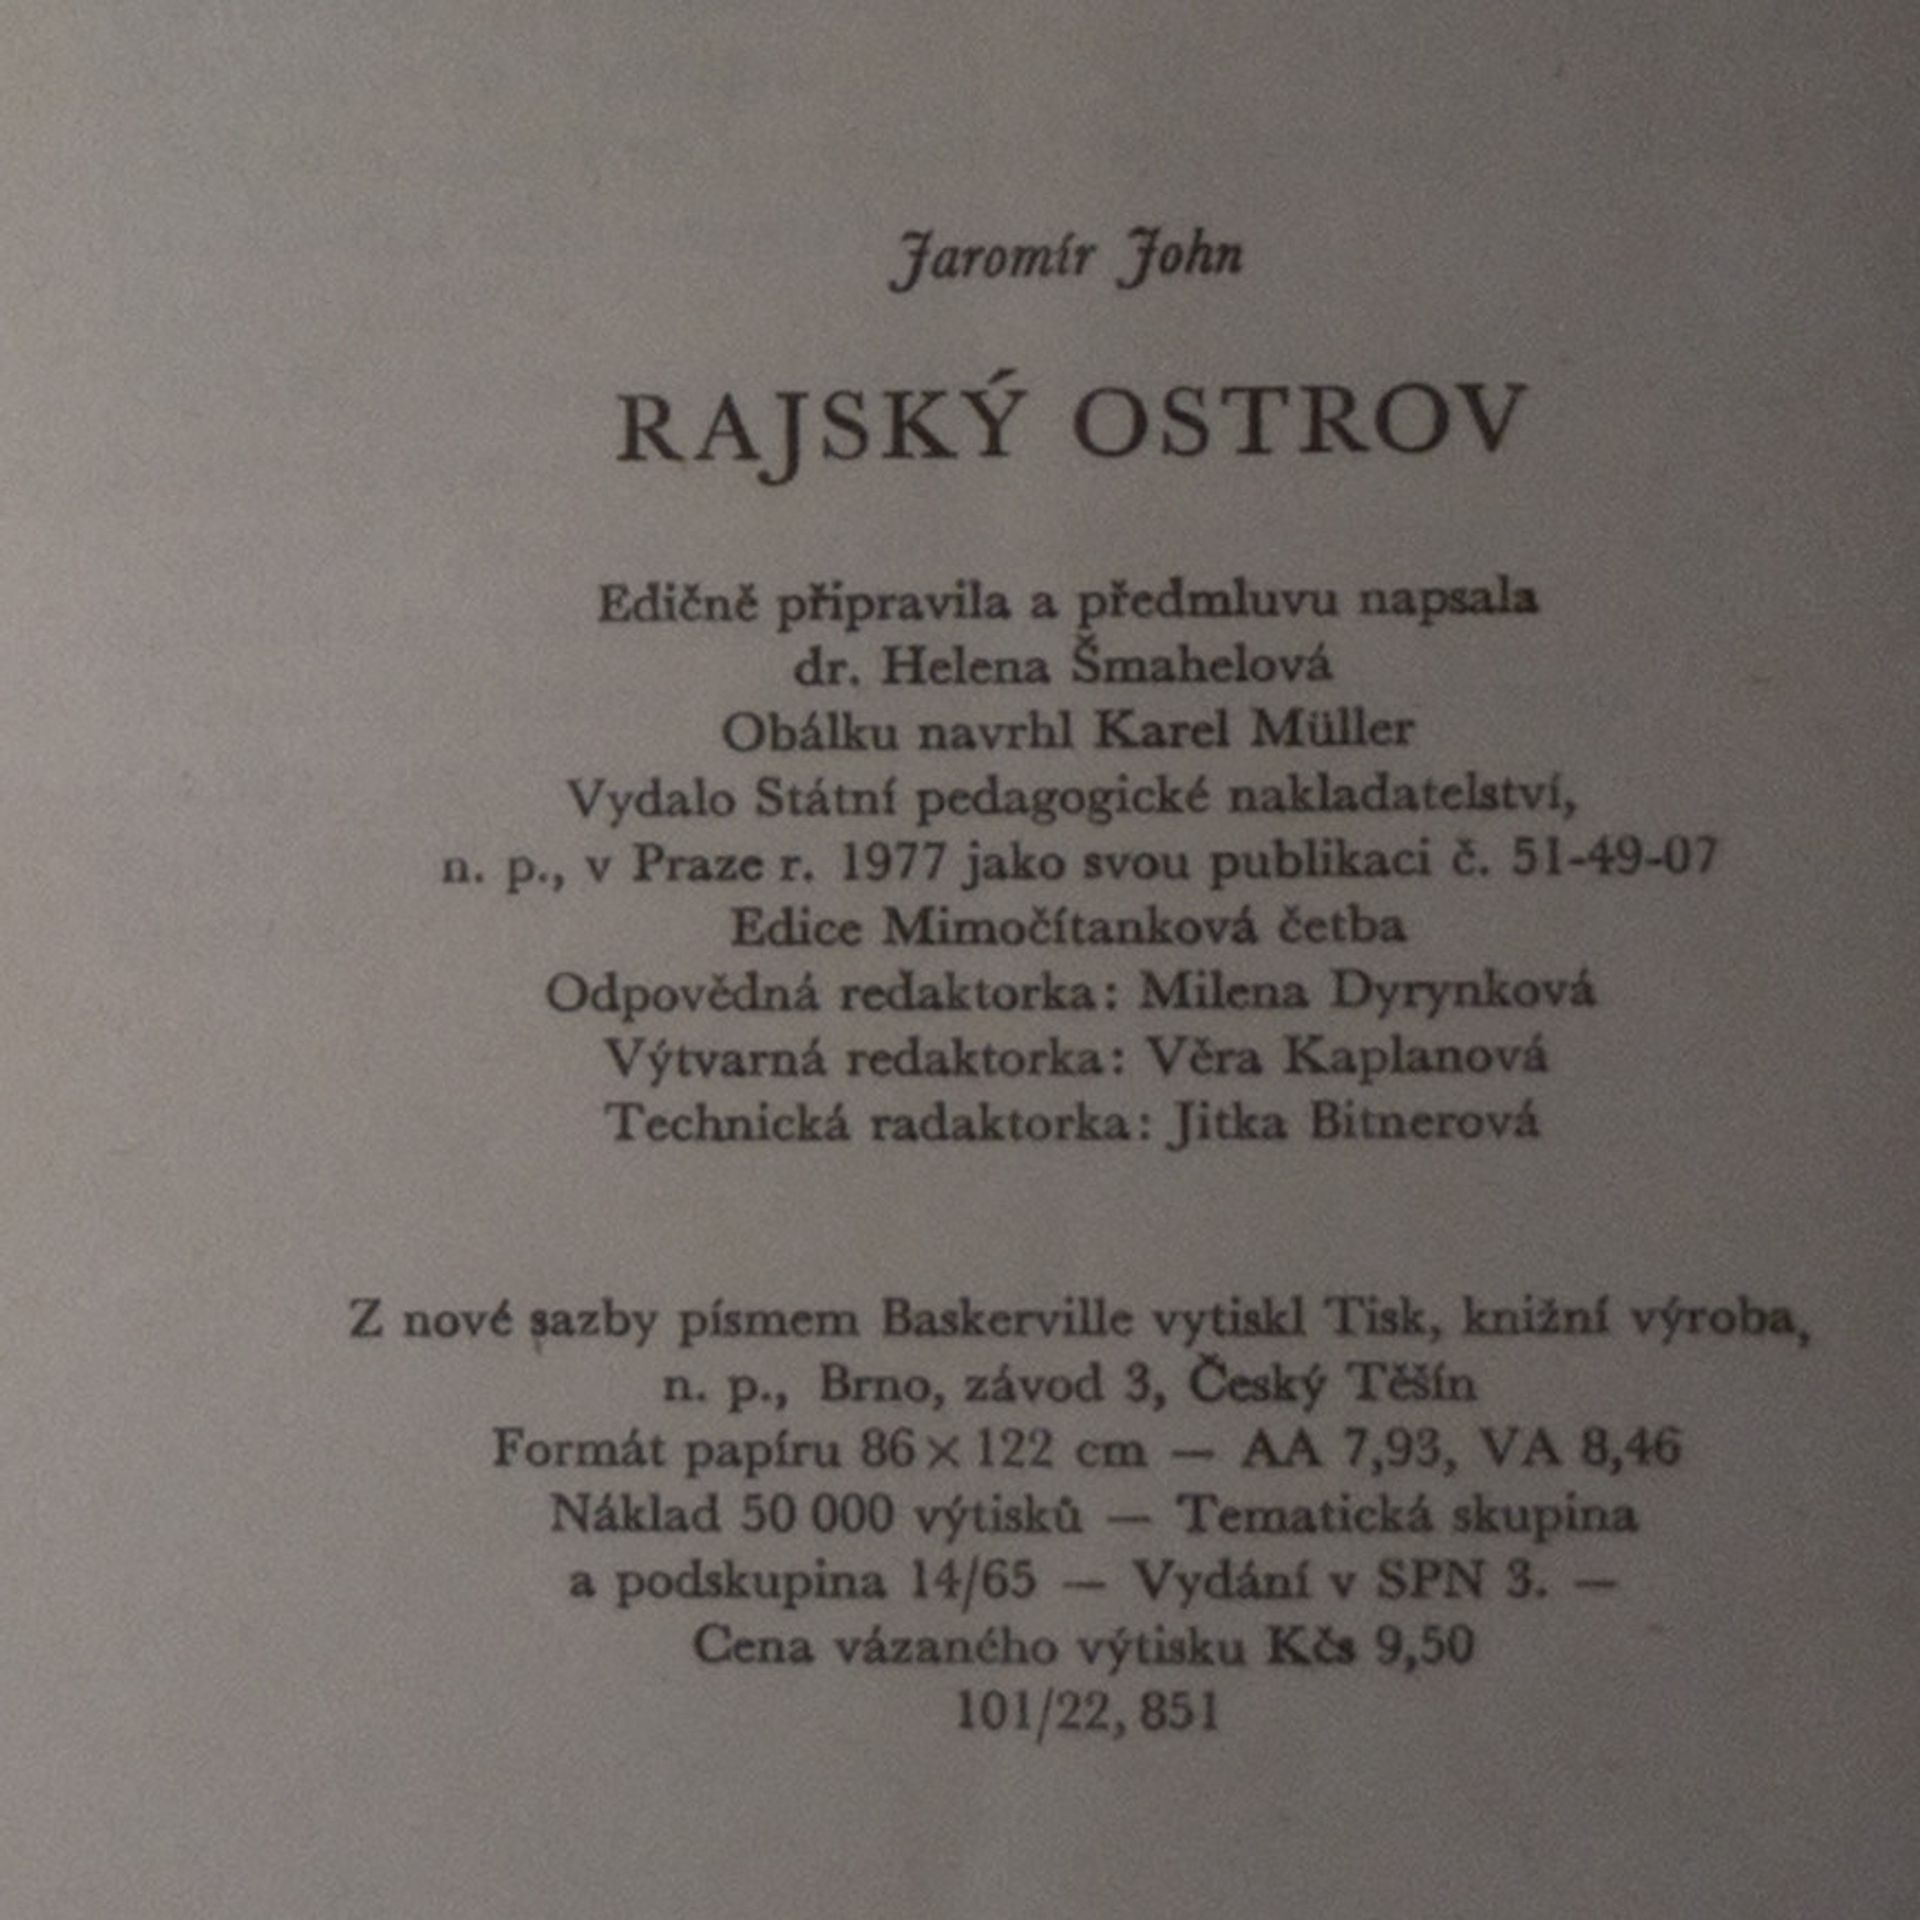 Jaromír John
RAJSKÝ OSTROV
Edičně připravila a předmluvu napsala
dr. Helena Šmahelová
Obálku navrhl Karel Müller
Vydalo Státní pedagogické nakladatelství,
n. p., v Praze r. 1977 jako svou publikaci č. 51-49-07
Edice Mimočítanková četba
Odpovědná redaktorka: Milena Dyrynková
Výtvarná redaktorka: Věra Kaplanová
Technická radaktorka: Jitka Bitnerová
Z nové sazby písmem Baskerville vytiskl Tisk, knižní výroba,
n. p., Brno, závod 3, Český Těšín
Formát papíru 86 × 122 cm — AA 7,93, VA 8,46
Náklad 50 000 výtisků — Tematická skupina
a podskupina 14/65 — Vydání v SPN 3. —
Cena vázaného výtisku Kčs 9,50
101/22, 851